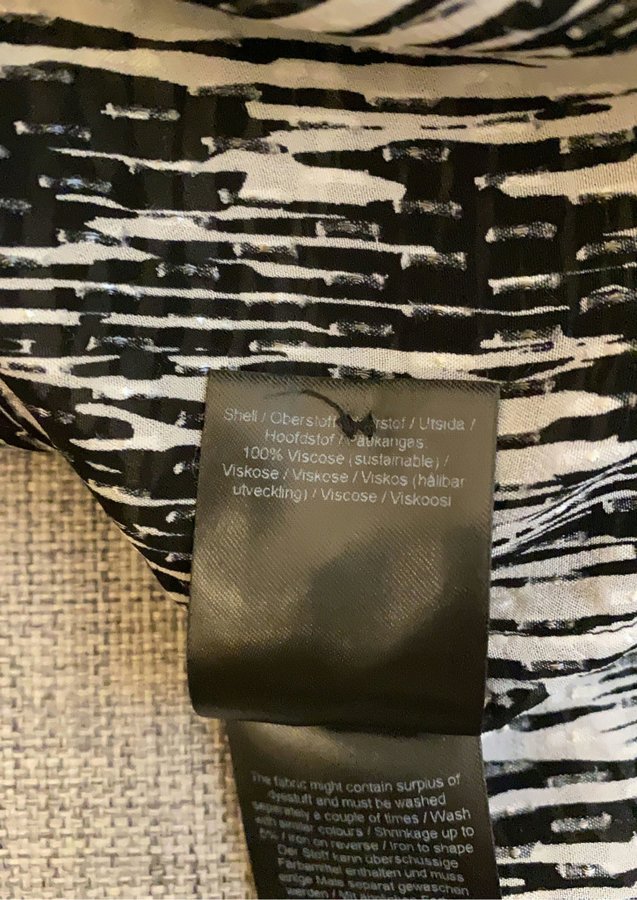 Shell / Oberstoff / / Utsida /
Hoofdstof /
100% Viscose (sustainable) /
Viskose / Viskose / Viskos (hållbar
utveckling) / Viscose / Viskoosi
The fabric might contain surplus of
dyestuff and must be washed
separately a couple of times / Wash
with similar colours / Shrinkage up to
5% / Iron on reverse / Iron to shape
Der Stoff kann überschüssige
Farbmittel enthalten und muss
einige Male separat gewaschen
werden /